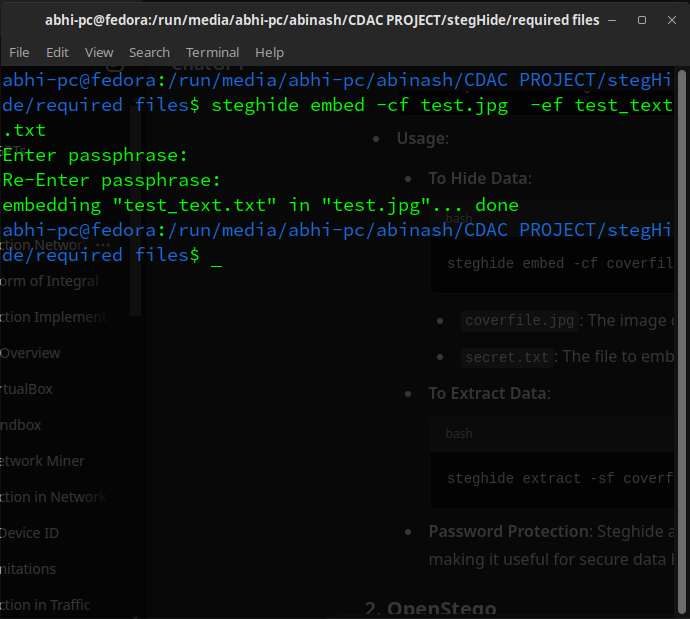 abhi-pc@fedora:/run/media/abhi-pc/abinash/CDAC PROJECT/stegHide/required files
File Edit View Search Terminal Help
abhi-pc@fedora:/run/media/abhi-pc/abinash/CDAC PROJECT/stegHi
de/required files$ steghide embed -cf test.jpg  -ef test_text
.txt
Enter passphrase:
Re-Enter passphrase:
embedding "test_text.txt" in "test.jpg"... done
abhi-pc@fedora:/run/media/abhi-pc/abinash/CDAC PROJECT/stegHi
de/required files$ _
Usage:
To Hide Data:
bash
steghide embed -cf coverfil
coverfile.jpg: The image
secret.txt: The file to emb
To Extract Data:
bash
steghide extract -sf coverf
Password Protection: Steghide a
making it useful for secure data
2. OpenStego
ction Networ ...
orm of Integral
ction Implement
Overview
rtualBox
ndbox
etwork Miner
ction in Network
Device ID
mitations
ction in Traffic